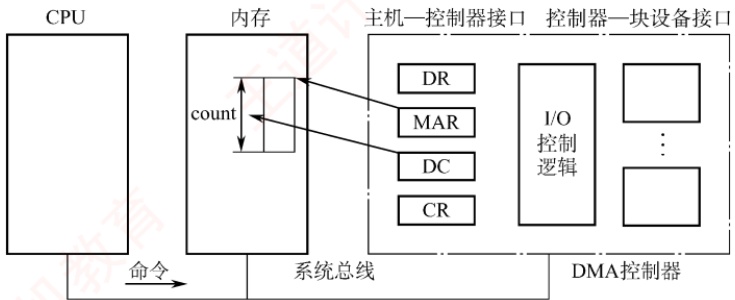 CPU
内存
主机—控制器接口
控制器—块设备接口
count
DR
MAR
DC
CR
I/O
控制
逻辑
⋮
命令
系统总线
DMA控制器